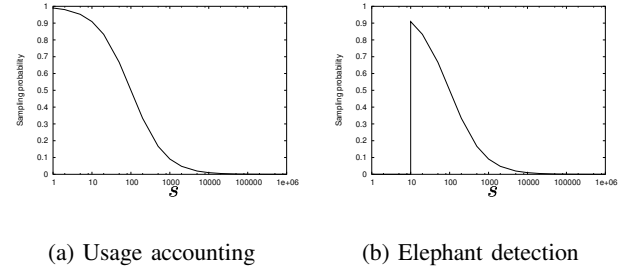 Sampling probability
1
0.9
0.8
0.7
0.6
0.5
0.4
0.3
0.2
0.1
0
1 10 100 1000 10000 100000 1e+06
s
(a) Usage accounting
Sampling probability
1
0.9
0.8
0.7
0.6
0.5
0.4
0.3
0.2
0.1
0
1 10 100 1000 10000 100000 1e+06
s
(b) Elephant detection